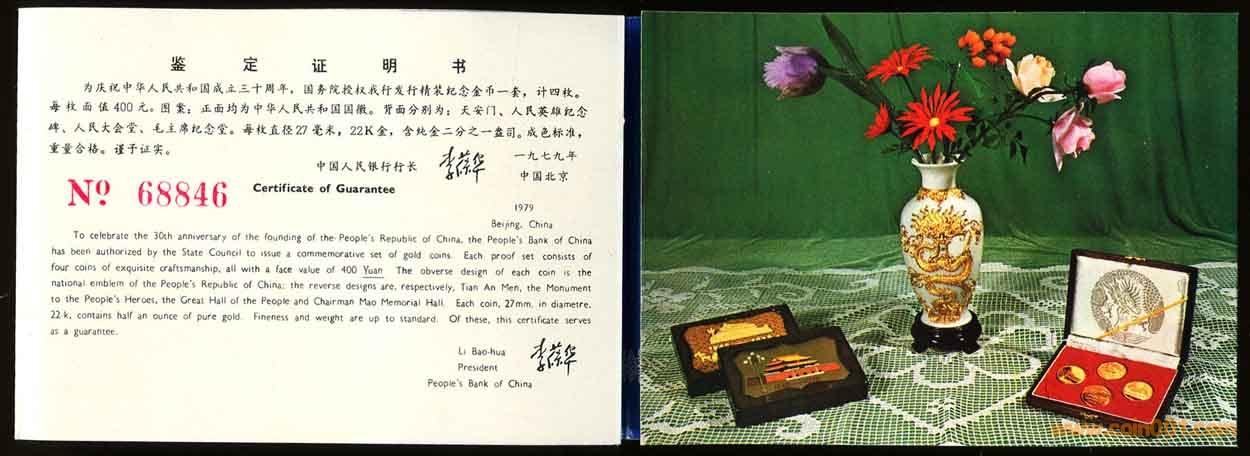 鉴定证明书
为庆祝中华人民共和国成立三十周年，国务院授权我行发行精装纪念金币一套，计四枚。
每枚面值400元。图案：正面均为中华人民共和国国徽。背面分别为：天安门、人民英雄纪念
碑、人民大会堂、毛主席纪念堂。每枚直径27毫米，22K金，含纯金二分之一盎司。成色标准，
重量合格。谨予证实。
中国人民银行行长 李葆华
一九七九年
中国北京
Nº 68846
Certificate of Guarantee
1979
Beijing, China
To celebrate the 30th anniversary of the founding of the People's Republic of China, the People's Bank of China
has been authorized by the State Council to issue a commemorative set of gold coins. Each proof set consists of
four coins of exquisite craftsmanship, all with a face value of 400 Yuan The obverse design of each coin is the
national emblem of the People's Republic of China; the reverse designs are, respectively, Tian An Men, the Monument
to the People's Heroes, the Great Hall of the People and Chairman Mao Memorial Hall. Each coin, 27mm, in diametre,
22-k, contains half an ounce of pure gold. Fineness and weight are up to standard. Of these, this certificate serves
as a guarantee.
Li Bao-hua 李葆华
President
People's Bank of China
www.coin001.com